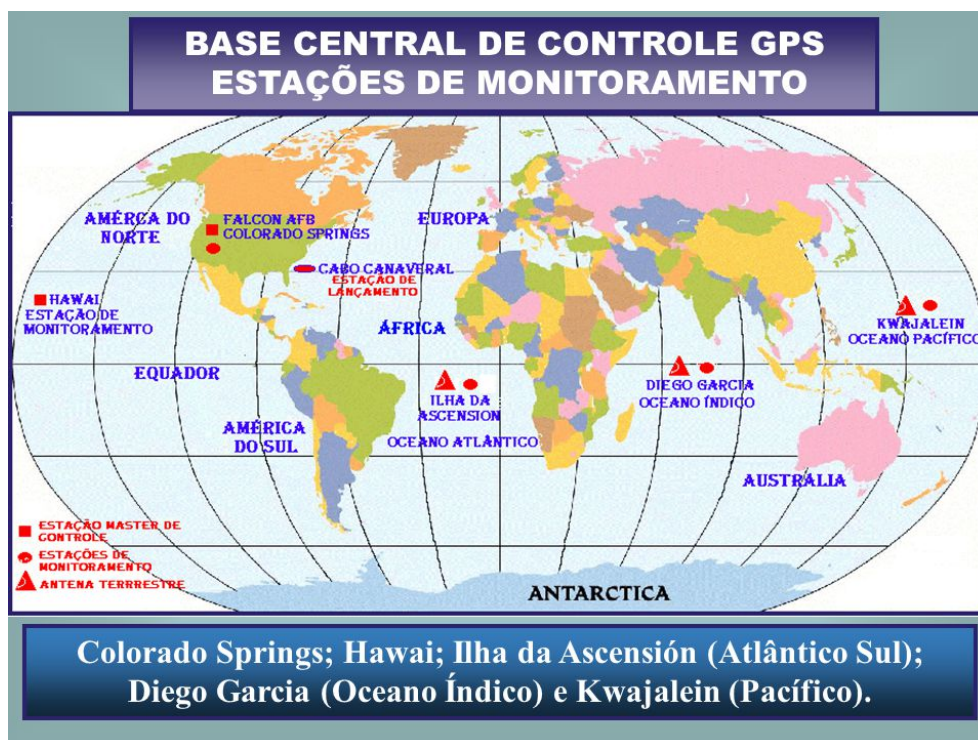 BASE CENTRAL DE CONTROLE GPS
ESTAÇÕES DE MONITORAMENTO
AMÉRCA DO
NORTE
FALCON AFB
COLORADO SPRINGS
EUROPA
CABO CANAVERAL
ESTAÇÃO DE
LANÇAMENTO
HAWAI
ESTAÇÃO DE
MONITORAMENTO
ÁFRICA
KWAJALEIN
OCEANO PACÍFICO
EQUADOR
ILHA DA
ASCENSION
DIEGO GARCIA
OCEANO ÍNDICO
AMÉRICA
DO SUL
OCEANO ATLÂNTICO
AUSTRÁLIA
ESTAÇÃO MASTER DE
CONTROLE
ESTAÇÕES DE
MONITORAMENTO
ANTENA TERRRESTRE
ANTARCTICA
Colorado Springs; Hawai; Ilha da Ascensión (Atlântico Sul);
Diego Garcia (Oceano Índico) e Kwajalein (Pacífico).